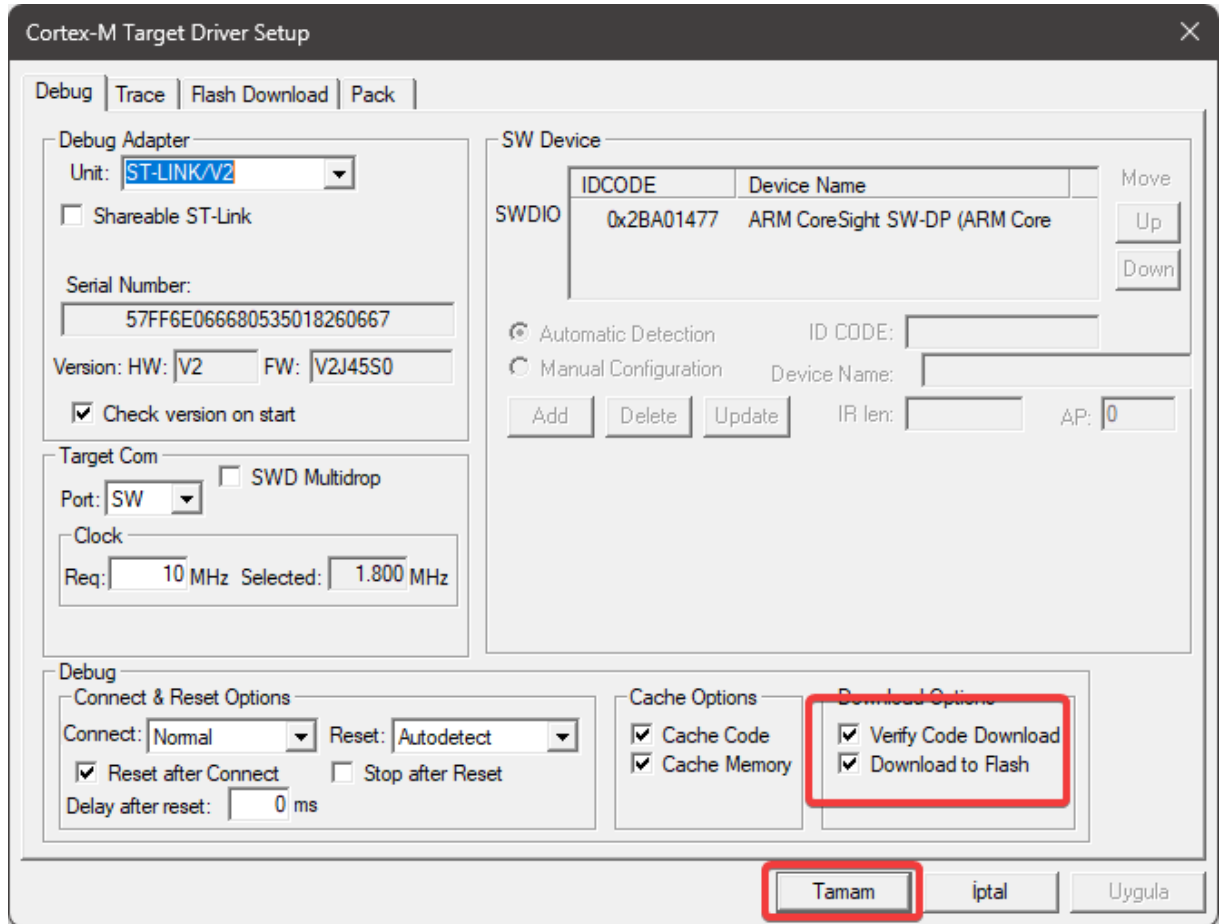 Cortex-M Target Driver Setup
Debug Trace Flash Download Pack
Debug Adapter
Unit: ST-LINK/V2
Shareable ST-Link
Serial Number:
57FF6E066680535018260667
Version: HW: V2 FW: V2J45S0
Check version on start
Target Com
Port: SW SWD Multidrop
Clock
Req: 10 MHz Selected: 1.800 MHz
SW Device
IDCODE Device Name Move
SWDIO 0x2BA01477 ARM CoreSight SW-DP (ARM Core Up
Down
Automatic Detection ID CODE:
Manual Configuration Device Name:
Add Delete Update IR len: AP: 0
Debug
Connect & Reset Options
Connect: Normal Reset: Autodetect
Reset after Connect Stop after Reset
Delay after reset: 0 ms
Cache Options
Cache Code
Cache Memory
Download Options
Verify Code Download
Download to Flash
Tamam İptal Uygula